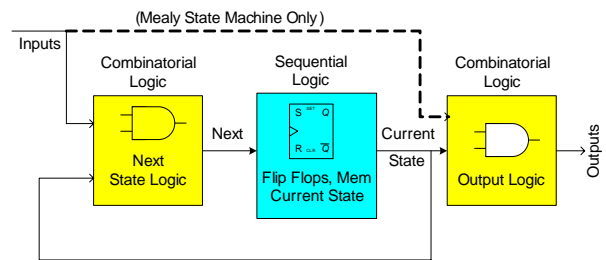 (Mealy State Machine Only)
Inputs
Combinatorial
Logic
Sequential
Logic
Combinatorial
Logic
S SET Q
R CLR Q
Next
Current
State
Next
State Logic
Flip Flops, Mem
Current State
Output Logic
Outputs